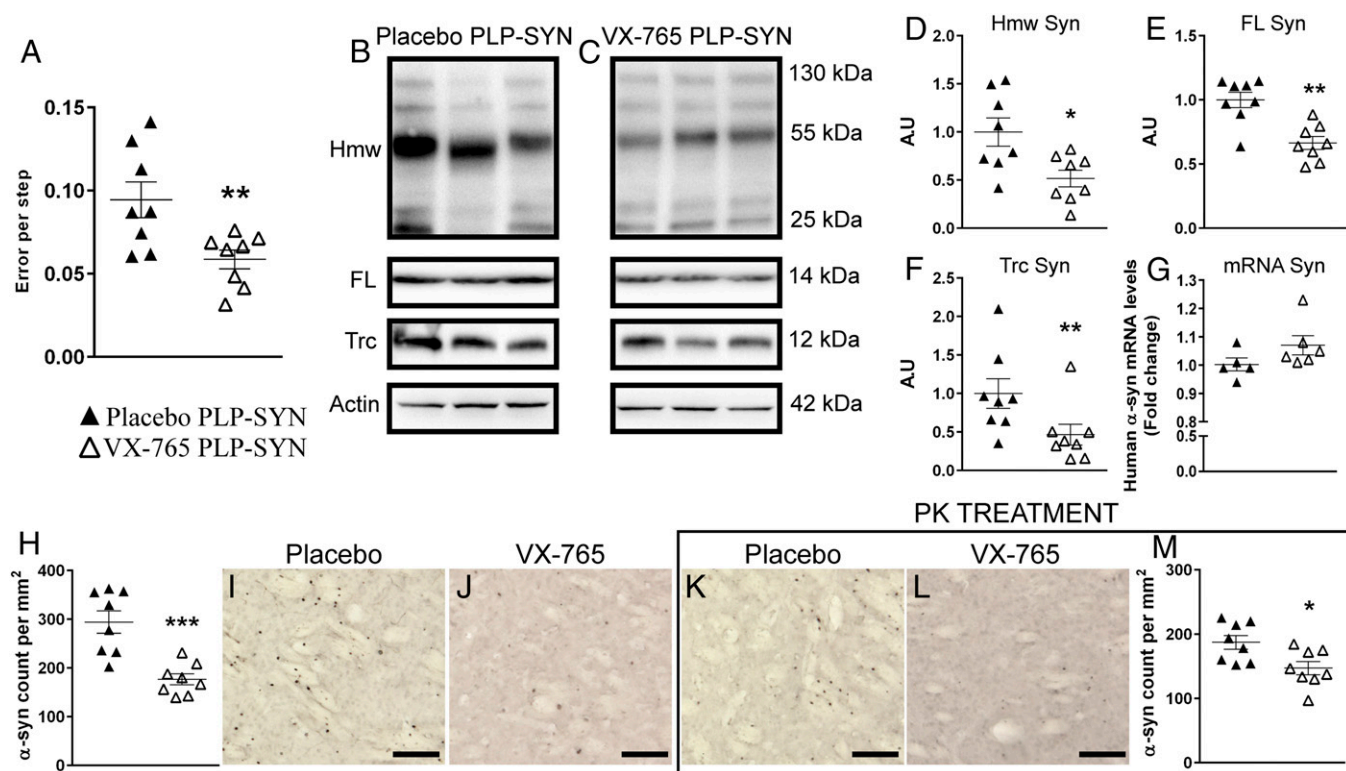 A
Error per step
0.15
0.10
0.05
0.00
**
▲ Placebo PLP-SYN
△ VX-765 PLP-SYN
B
Placebo PLP-SYN
C
VX-765 PLP-SYN
Hmw
130 kDa
55 kDa
25 kDa
FL
14 kDa
Trc
12 kDa
Actin
42 kDa
D
Hmw Syn
A.U
2.0
1.5
1.0
0.5
0.0
*
E
FL Syn
A.U
1.5
1.0
0.5
0.0
**
F
Trc Syn
A.U
2.5
2.0
1.5
1.0
0.5
0.0
**
G
mRNA Syn
Human α-syn mRNA levels
(Fold change)
1.3
1.2
1.1
1.0
0.9
0.8
0.5
0.0
H
α-syn count per mm²
400
300
200
100
0
***
Placebo
I
VX-765
J
PK TREATMENT
Placebo
K
VX-765
L
M
α-syn count per mm²
300
200
100
0
*